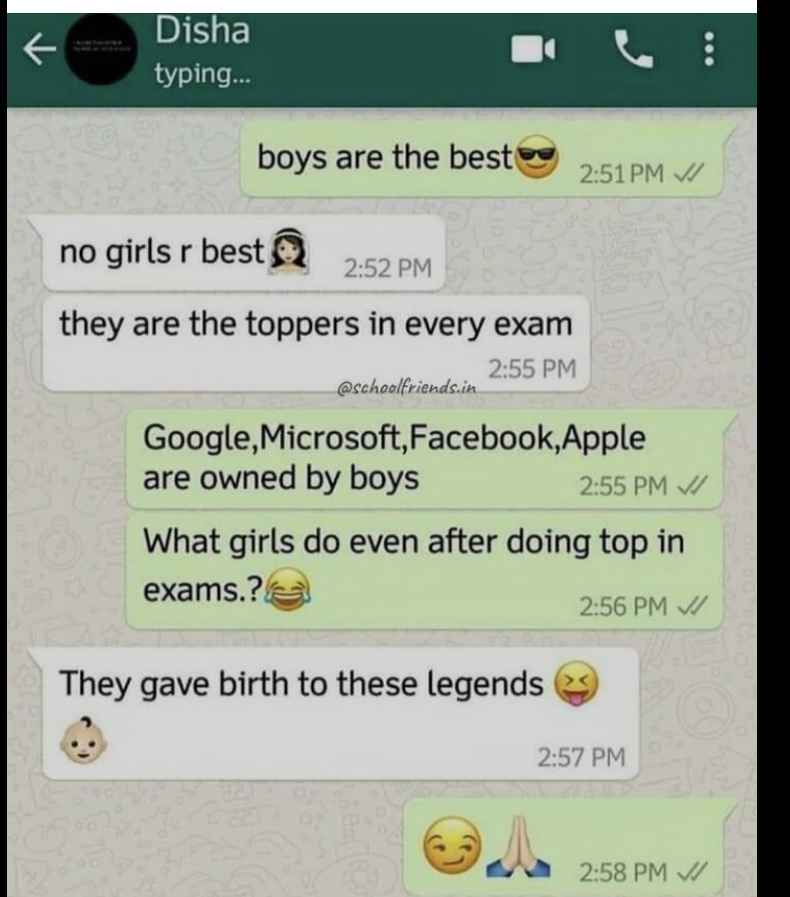 Disha
typing...
boys are the best😎 2:51 PM
no girls r best👰 2:52 PM
they are the toppers in every exam
2:55 PM
@schoolfriends.in
Google,Microsoft,Facebook,Apple
are owned by boys 2:55 PM
What girls do even after doing top in
exams.?😂 2:56 PM
They gave birth to these legends 😝
👶 2:57 PM
😏🙏 2:58 PM